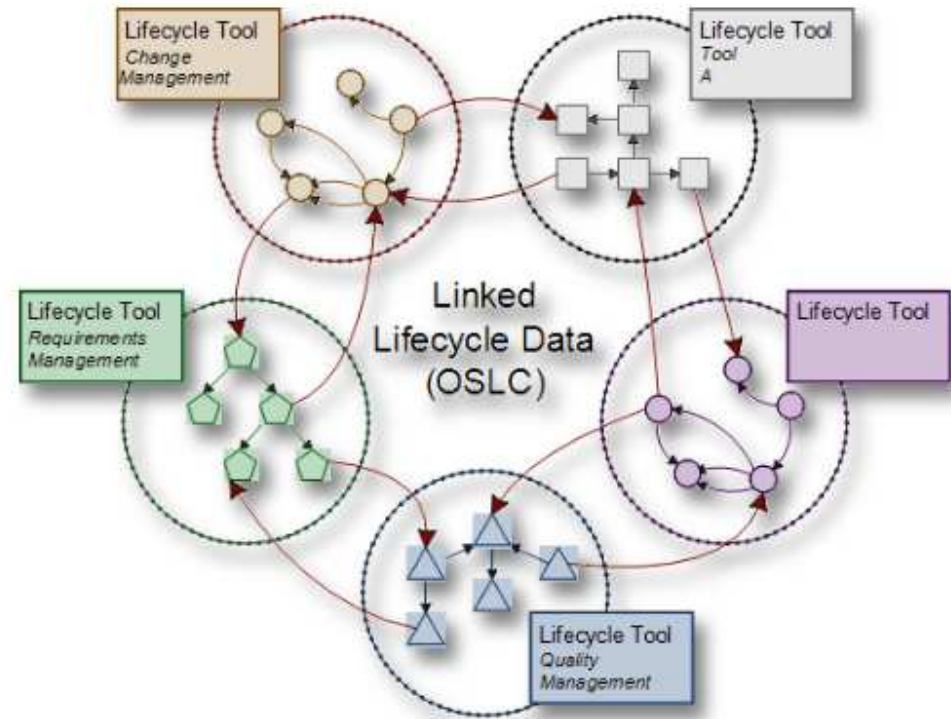 Lifecycle Tool
Change
Management
Lifecycle Tool
Tool
A
Linked
Lifecycle Data
(OSLC)
Lifecycle Tool
Requirements
Management
Lifecycle Tool
Lifecycle Tool
Quality
Management